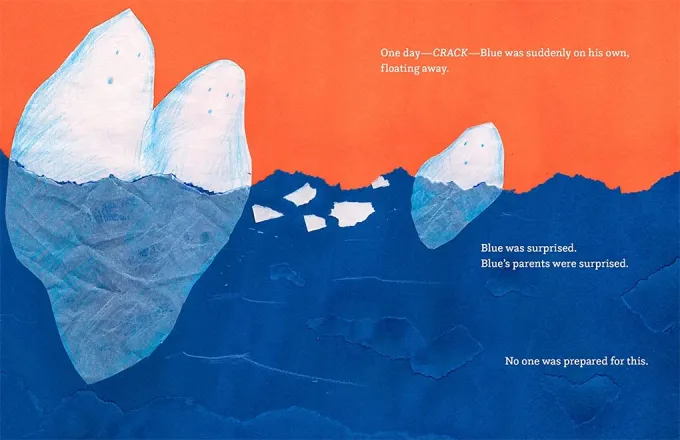 One day—CRACK—Blue was suddenly on his own,
floating away.
Blue was surprised.
Blue's parents were surprised.
No one was prepared for this.